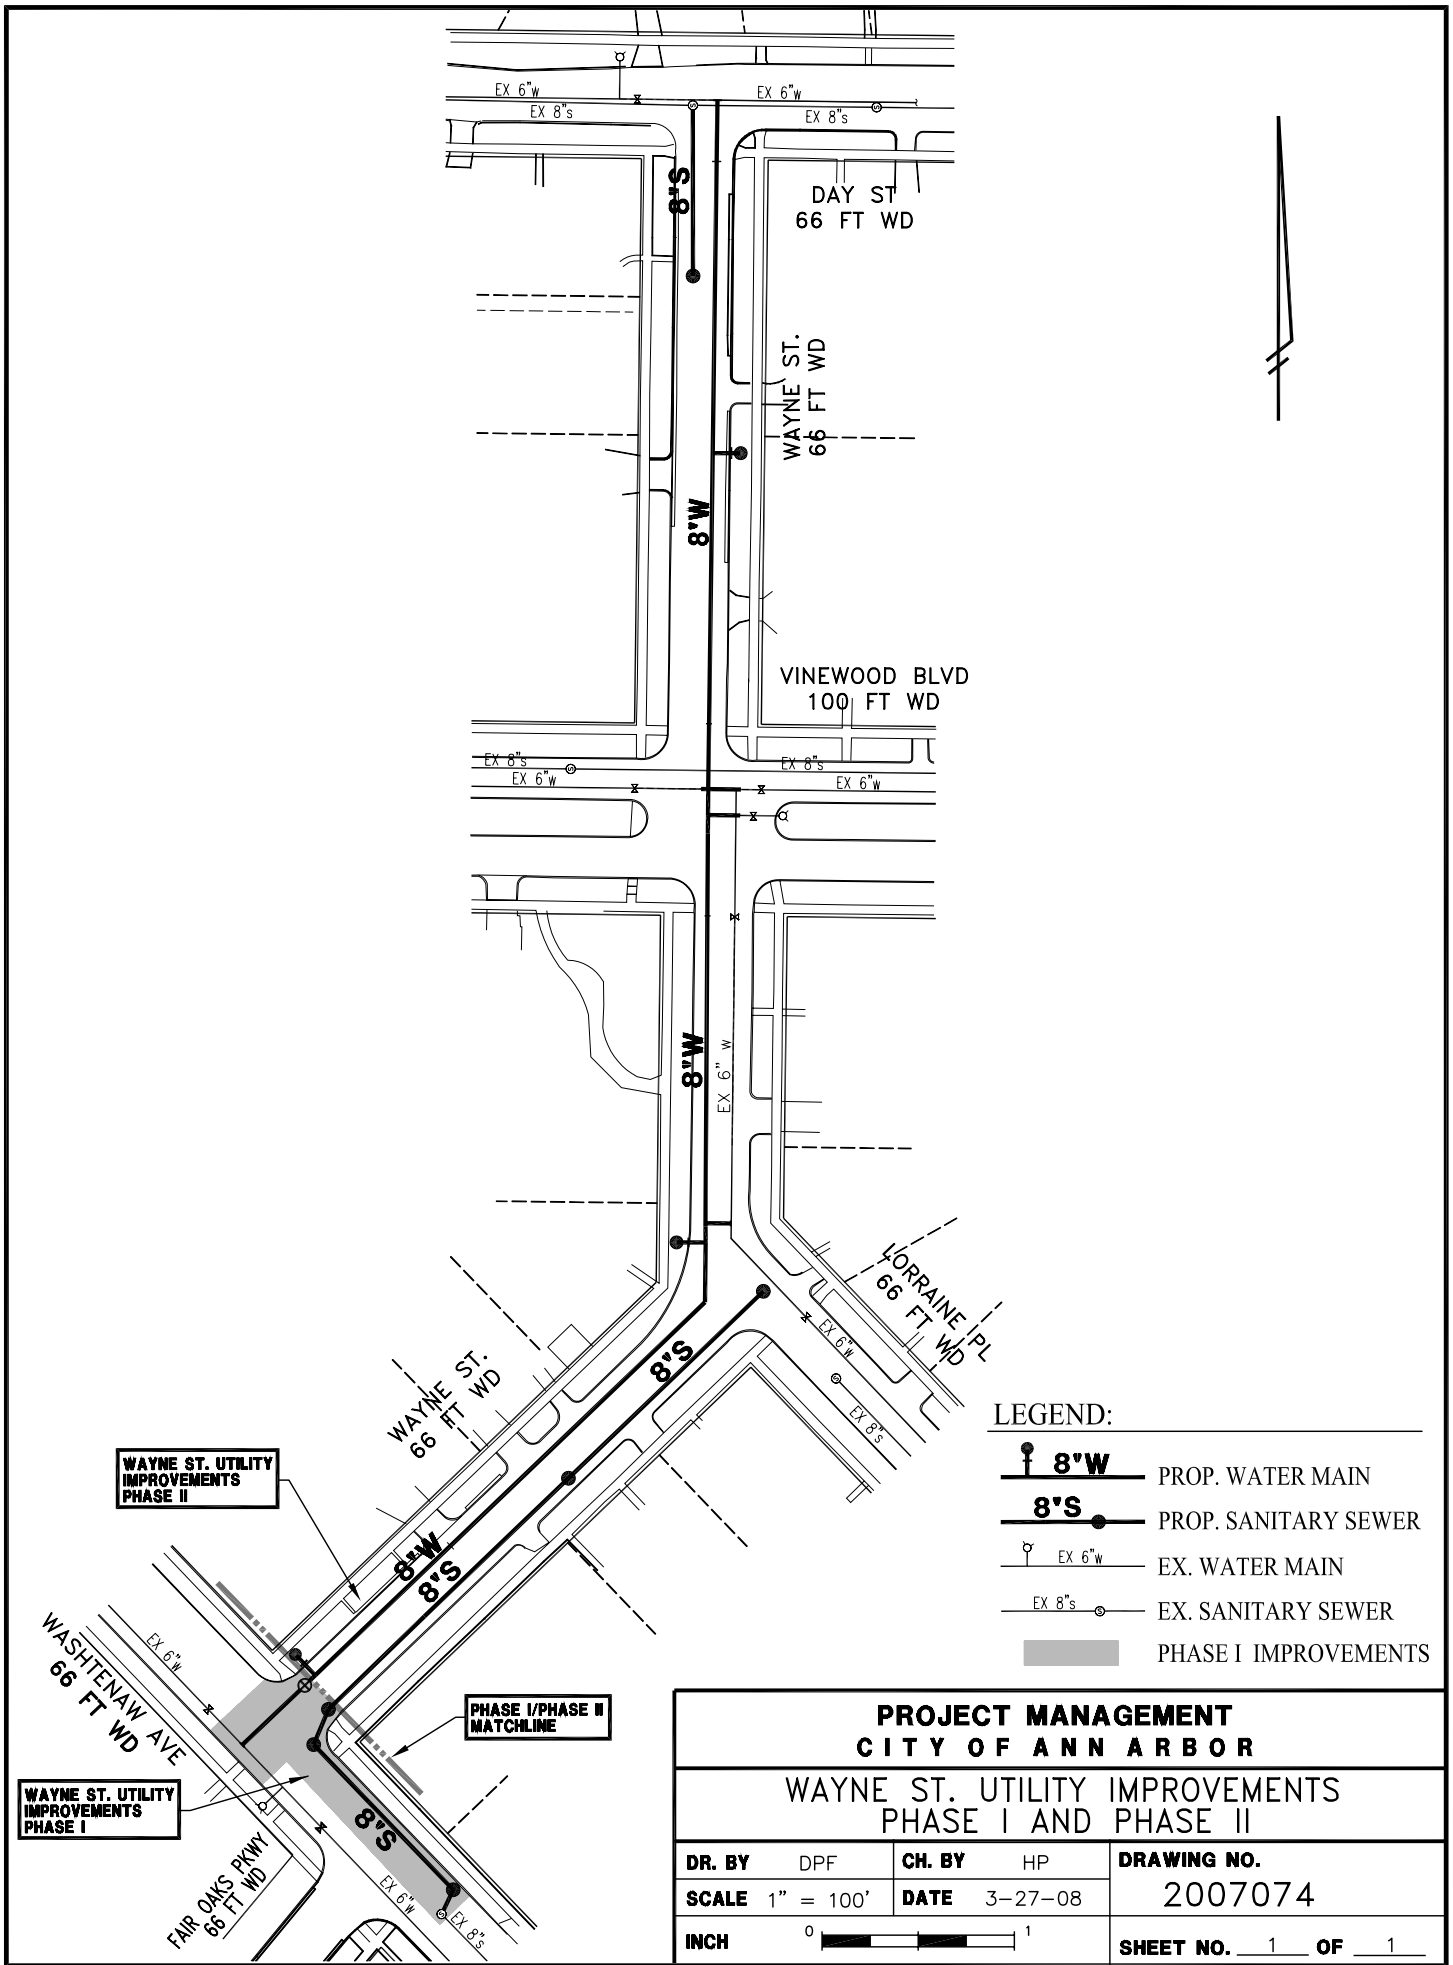 EX 6"W
EX 6"W
EX 8"s
EX 8"s
8"S
DAY ST
66 FT WD
WAYNE ST.
66 FT WD
8"W
VINEWOOD BLVD
100 FT WD
EX 8"s
EX 8"s
EX 6"W
EX 6"W
8"W
EX 6" W
LORRAINE PL
66 FT WD
EX 6"W
8"S
WAYNE ST.
66 FT WD
EX 8"s
LEGEND:
8"W PROP. WATER MAIN
8"S PROP. SANITARY SEWER
EX 6"W EX. WATER MAIN
EX 8"s EX. SANITARY SEWER
PHASE I IMPROVEMENTS
WAYNE ST. UTILITY
IMPROVEMENTS
PHASE II
8"W
8"S
WASHTENAW AVE
66 FT WD
EX 6"W
PHASE I/PHASE II
MATCHLINE
WAYNE ST. UTILITY
IMPROVEMENTS
PHASE I
8"S
FAIR OAKS PKWY
66 FT WD
EX 6"W
EX 8"s
PROJECT MANAGEMENT
CITY OF ANN ARBOR
WAYNE ST. UTILITY IMPROVEMENTS
PHASE I AND PHASE II
DR. BY DPF CH. BY HP DRAWING NO.
SCALE 1" = 100' DATE 3-27-08 2007074
INCH 0 1 SHEET NO. 1 OF 1